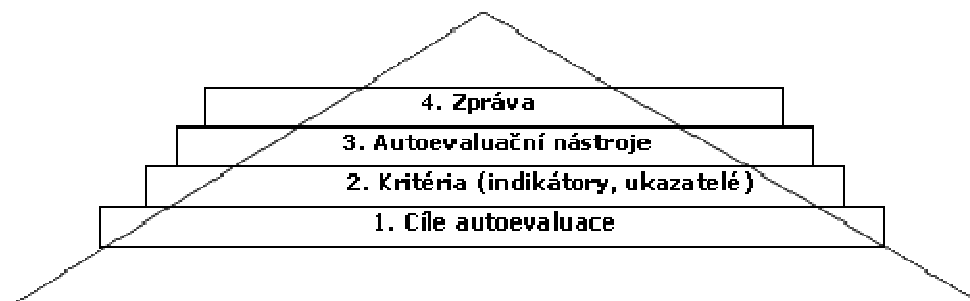 4. Zpráva
3. Autoevaluační nástroje
2. Kritéria (indikátory, ukazatelé)
1. Cíle autoevaluace